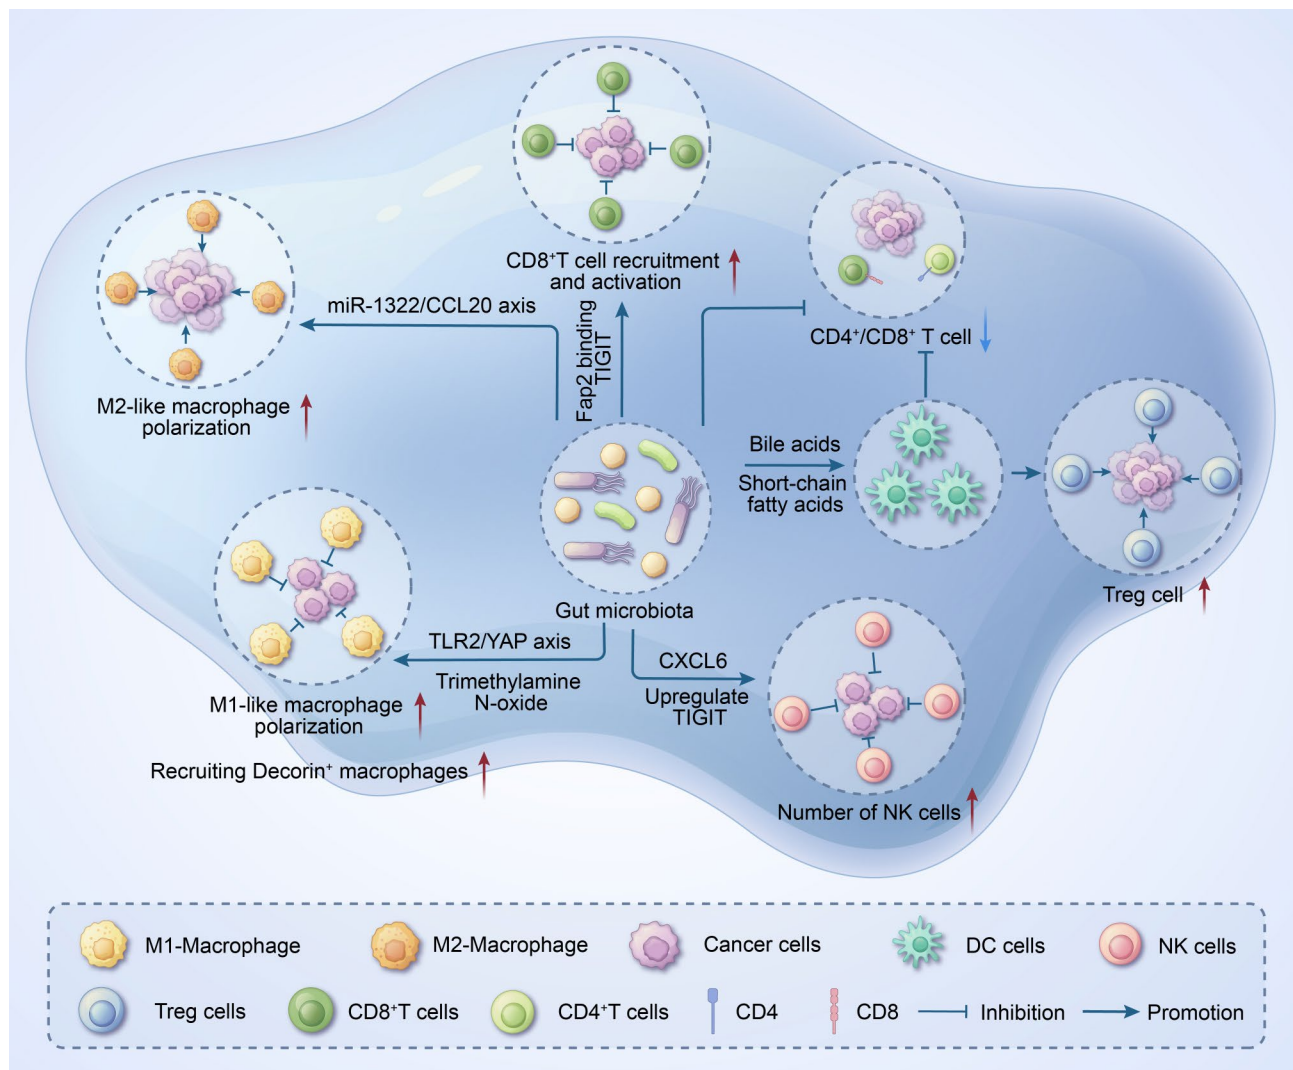 CD8⁺T cell recruitment
and activation
miR-1322/CCL20 axis
Fap2 binding
TIGIT
CD4⁺/CD8⁺ T cell
M2-like macrophage
polarization
Bile acids
Short-chain
fatty acids
Treg cell
Gut microbiota
TLR2/YAP axis
Trimethylamine
N-oxide
CXCL6
Upregulate
TIGIT
M1-like macrophage
polarization
Recruiting Decorin⁺ macrophages
Number of NK cells
M1-Macrophage
M2-Macrophage
Cancer cells
DC cells
NK cells
Treg cells
CD8⁺T cells
CD4⁺T cells
CD4
CD8
Inhibition
Promotion